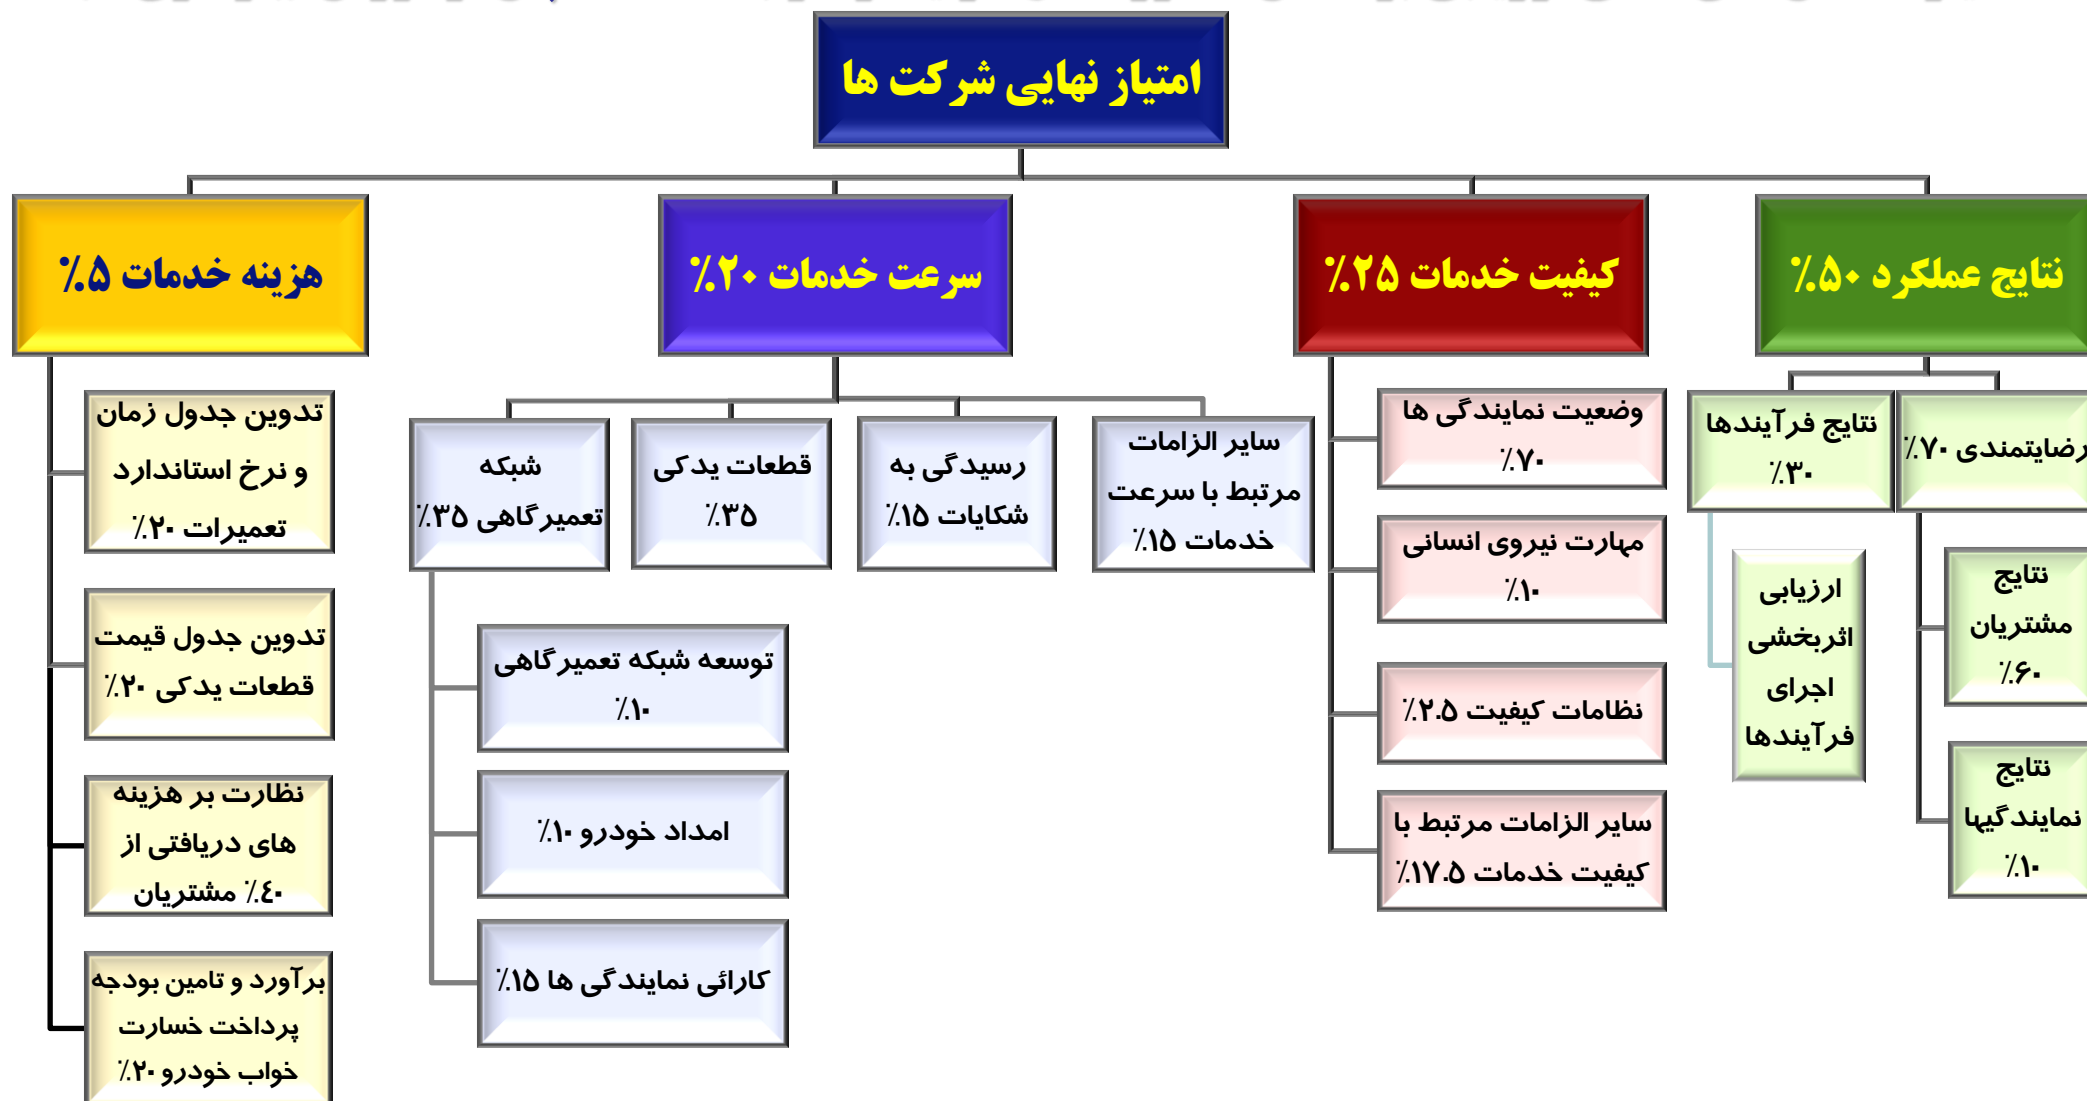 امتیاز نهایی شرکت ها
نتایج عملکرد ۵۰%
کیفیت خدمات ۲۵%
سرعت خدمات ۲۰%
هزینه خدمات ۵%
رضایتمندی ۷۰%
نتایج
مشتریان
۶۰%
نتایج
نمایندگیها
۱۰%
نتایج فرآیندها
۳۰%
ارزیابی
اثربخشی
اجرای
فرآیندها
وضعیت نمایندگی ها
۷۰%
مهارت نیروی انسانی
۱۰%
نظامات کیفیت ۲.۵%
سایر الزامات مرتبط با
کیفیت خدمات ۱۷.۵%
سایر الزامات
مرتبط با سرعت
خدمات ۱۵%
رسیدگی به
شکایات ۱۵%
قطعات یدکی
۳۵%
شبکه
تعمیرگاهی ۳۵%
توسعه شبکه تعمیرگاهی
۱۰%
امداد خودرو ۱۰%
کارائی نمایندگی ها ۱۵%
تدوین جدول زمان
و نرخ استاندارد
تعمیرات ۲۰%
تدوین جدول قیمت
قطعات یدکی ۲۰%
نظارت بر هزینه
های دریافتی از
٤۰% مشتریان
برآورد و تامین بودجه
پرداخت خسارت
خواب خودرو ۲۰%